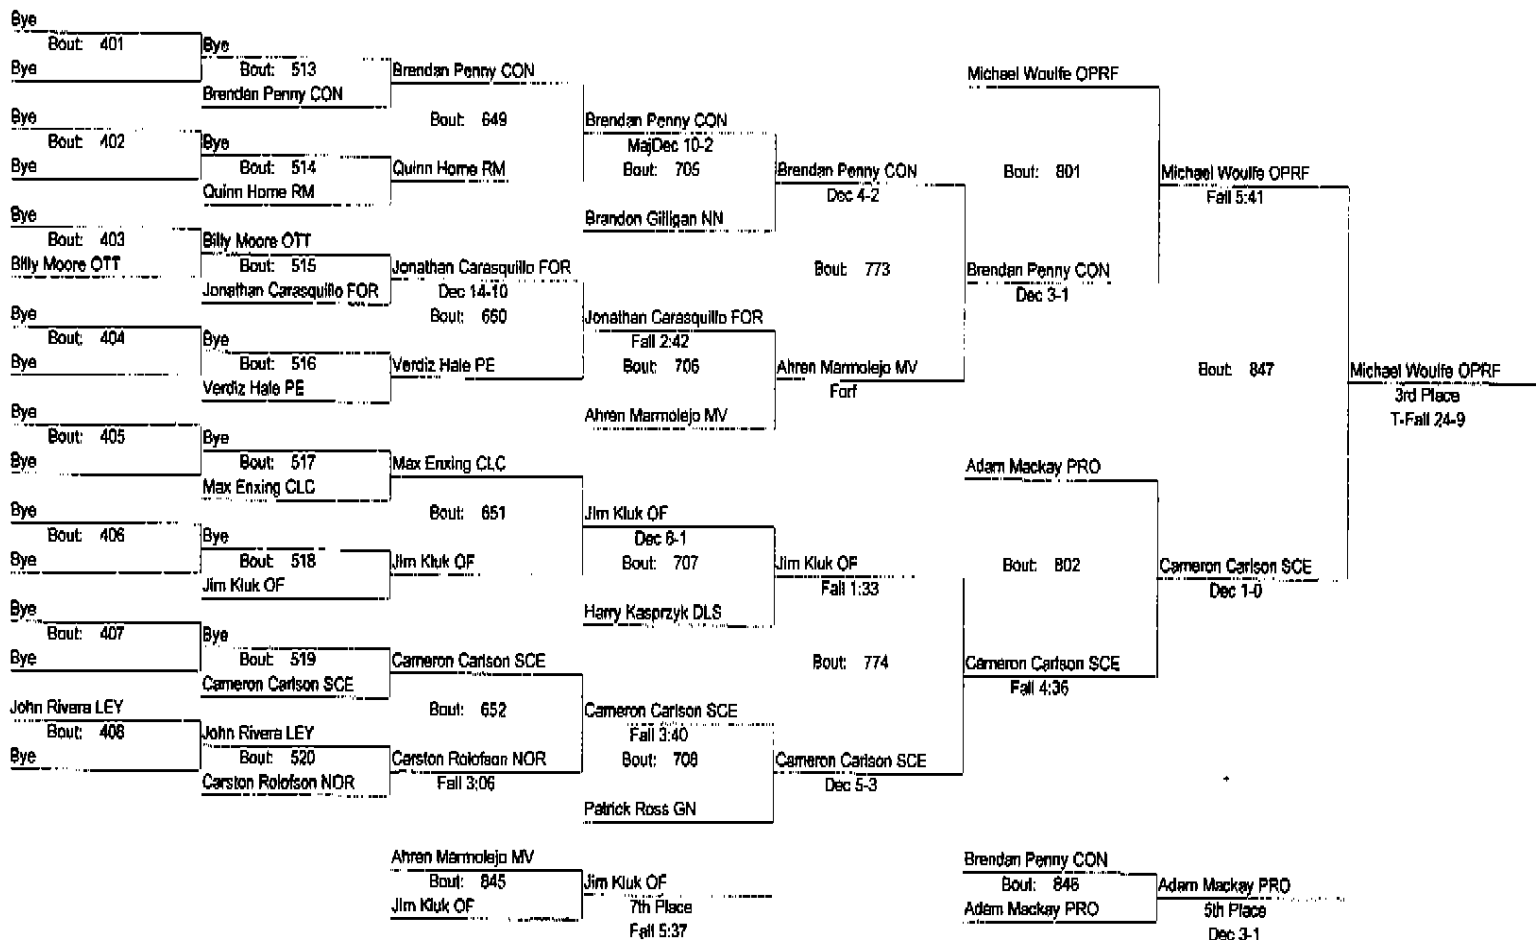 Bye
Bout: 401
Bye
Bye
Bout: 402
Bye
Bye
Bout: 403
Billy Moore OTT
Bye
Bout: 404
Bye
Bye
Bout: 405
Bye
Bye
Bout: 406
Bye
Bye
Bout: 407
Bye
John Rivera LEY
Bout: 408
Bye
Bye
Bout: 513
Brendan Penny CON
Bye
Bout: 514
Quinn Horne RM
Billy Moore OTT
Bout: 515
Jonathan Carasquillo FOR
Bye
Bout: 516
Verdiz Hale PE
Bye
Bout: 517
Max Enxing CLC
Bye
Bout: 518
Jim Kluk OF
Bye
Bout: 519
Cameron Carlson SCE
John Rivera LEY
Bout: 520
Carston Rolofson NOR
Brendan Penny CON
Bout: 649
Quinn Horne RM
Jonathan Carasquillo FOR
Dec 14-10
Bout: 650
Verdiz Hale PE
Max Enxing CLC
Bout: 651
Jim Kluk OF
Cameron Carlson SCE
Bout: 652
Carston Rolofson NOR
Fall 3:06
Brendan Penny CON
MajDec 10-2
Bout: 705
Brandon Gilligan NN
Jonathan Carasquillo FOR
Fall 2:42
Bout: 706
Ahren Marmolejo MV
Jim Kluk OF
Dec 6-1
Bout: 707
Harry Kasprzyk DLS
Cameron Carlson SCE
Fall 3:40
Bout: 708
Patrick Ross GN
Brendan Penny CON
Dec 4-2
Bout: 773
Ahren Marmolejo MV
Forf
Jim Kluk OF
Fall 1:33
Bout: 774
Cameron Carlson SCE
Dec 5-3
Michael Woulfe OPRF
Bout: 801
Brendan Penny CON
Dec 3-1
Adam Mackay PRO
Bout: 802
Cameron Carlson SCE
Fall 4:36
Michael Woulfe OPRF
Fall 5:41
Bout: 847
Cameron Carlson SCE
Dec 1-0
Michael Woulfe OPRF
3rd Place
T-Fall 24-9
Ahren Marmolejo MV
Bout: 845
Jim Kluk OF
Jim Kluk OF
7th Place
Fall 5:37
Brendan Penny CON
Bout: 846
Adam Mackay PRO
Adam Mackay PRO
5th Place
Dec 3-1